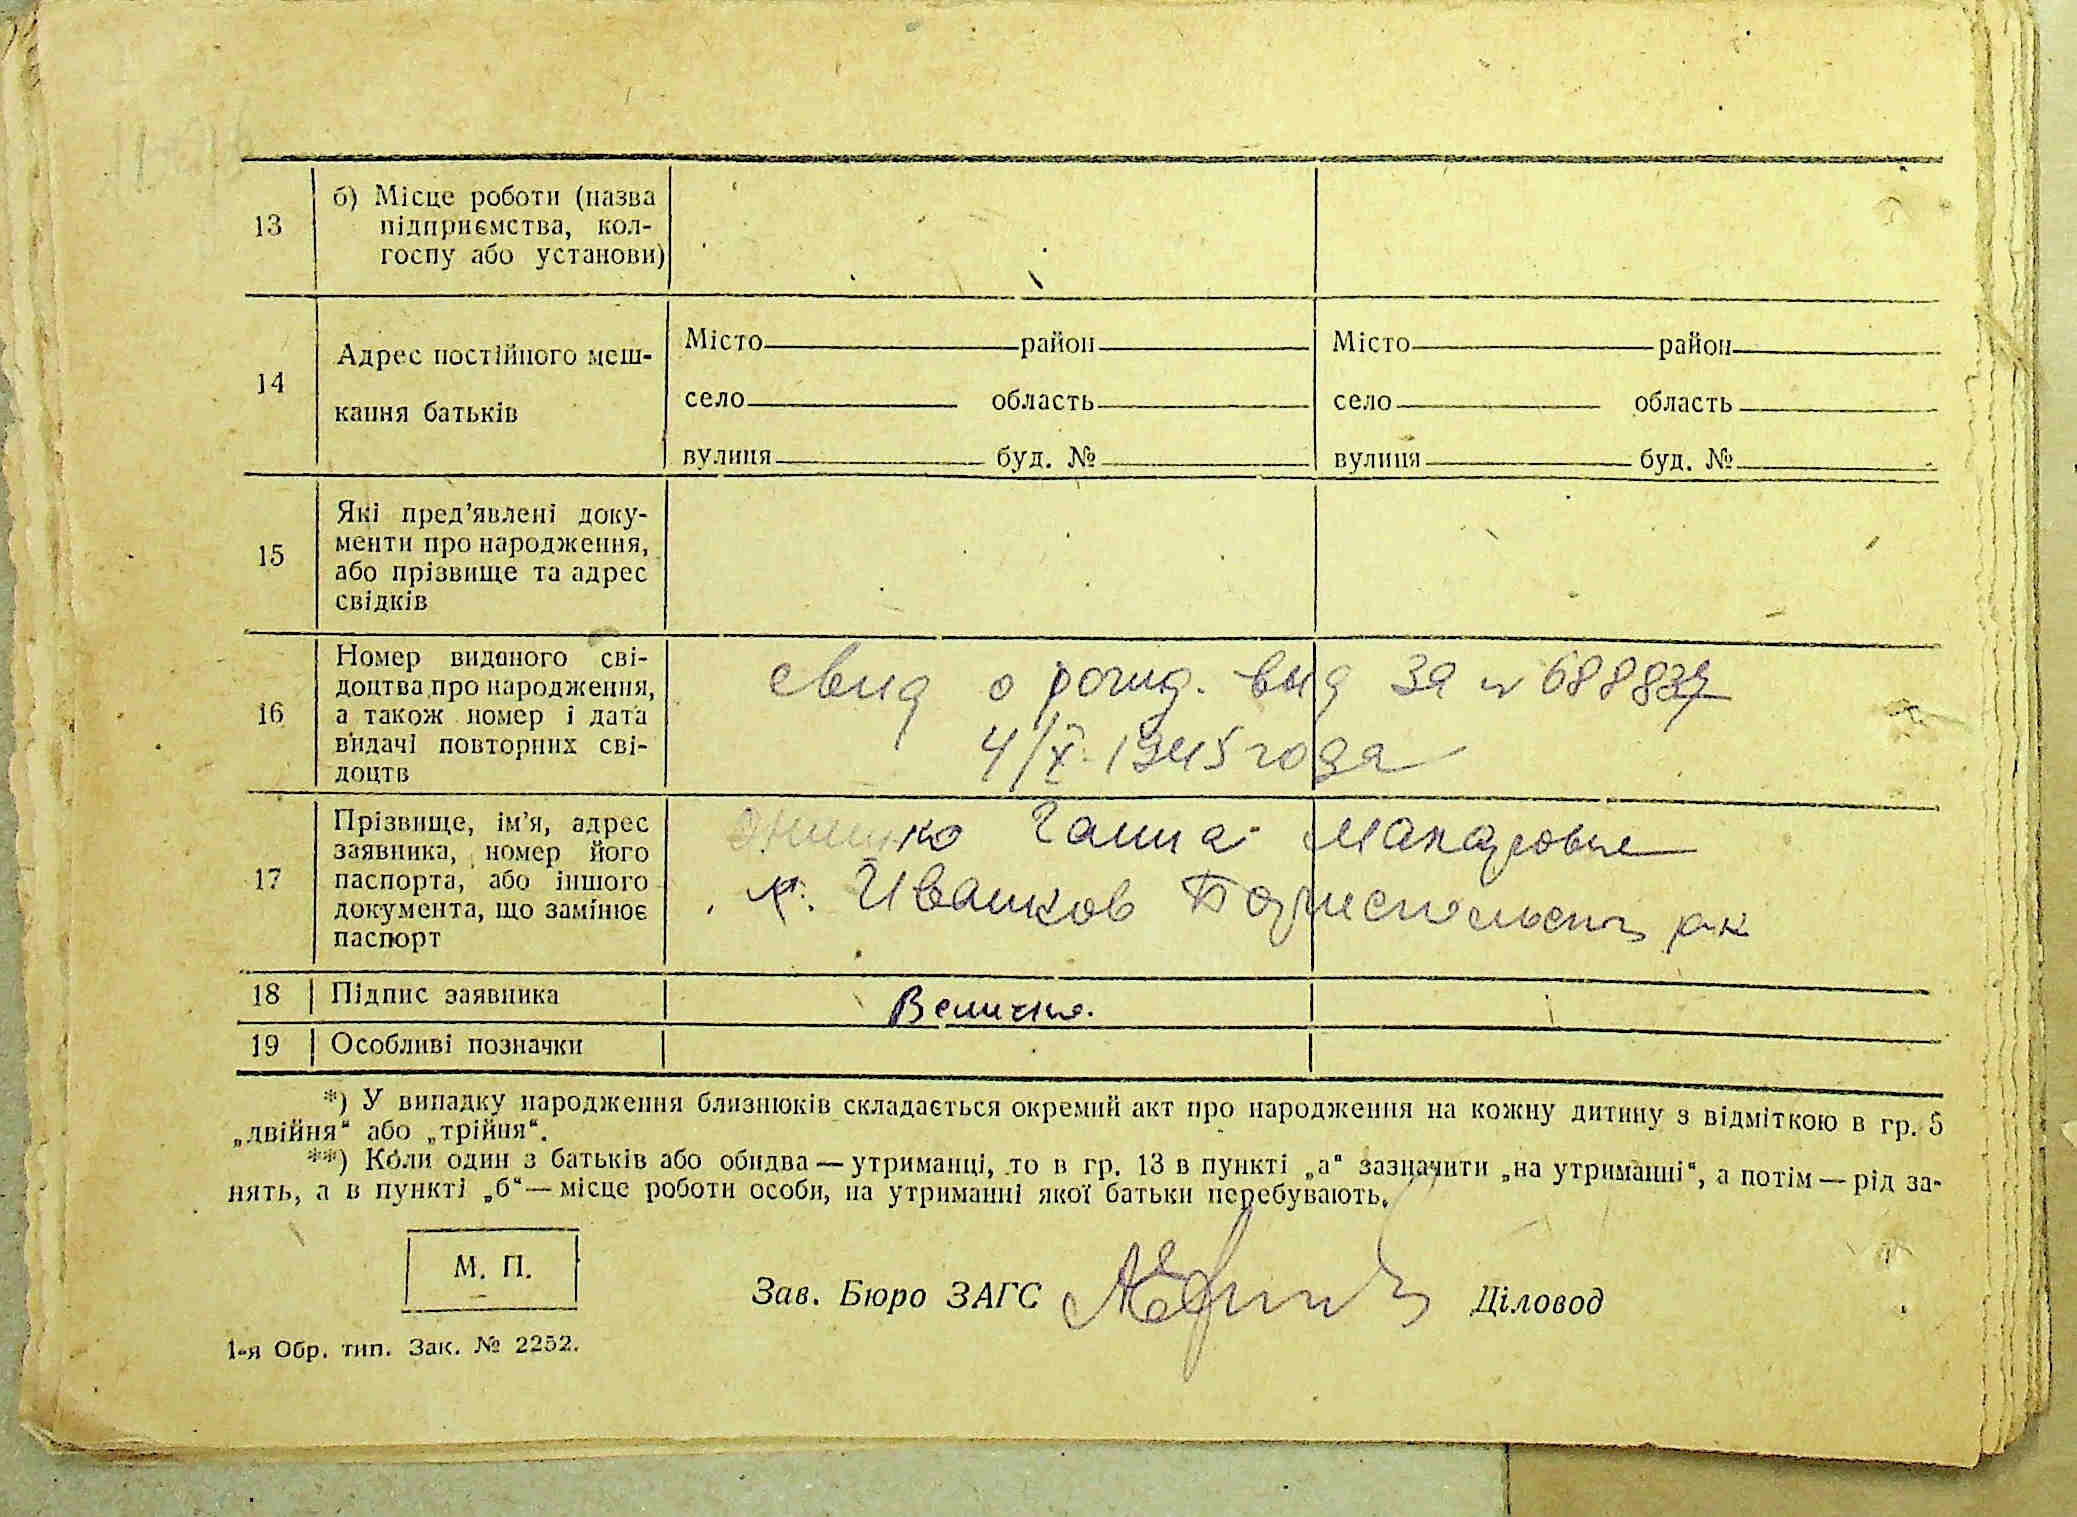 13
б) Місце роботи (назва
підприємства, кол-
госпу або установи)
14
Адрес постійного меш-
кання батьків
Місто район
село область
вулиця буд. №
Місто район
село область
вулиця буд. №
15
Які пред'явлені доку-
менти про народження,
або прізвище та адрес
свідків
16
Номер виданого сві-
доцтва про народження,
а також номер і дата
видачі повторних сві-
доцтв
свид о рожд. выд за № 688837
4/X-1945 года
17
Прізвище, ім'я, адрес
заявника, номер його
паспорта, або іншого
документа, що замінює
паспорт
Ганна
Иванков
18
Підпис заявника
Величко.
19
Особливі позначки
*) У випадку народження близнюків складається окремий акт про народження на кожну дитину з відміткою в гр. 5
„двійня" або „трійня".
**) Коли один з батьків або обидва — утриманці, то в гр. 13 в пункті „а" зазначити „на утриманні", а потім — рід за-
нять, а в пункті „б" — місце роботи особи, на утриманні якої батьки перебувають.
М. П.
Зав. Бюро ЗАГС Діловод
1-я Обр. тип. Зак. № 2252.